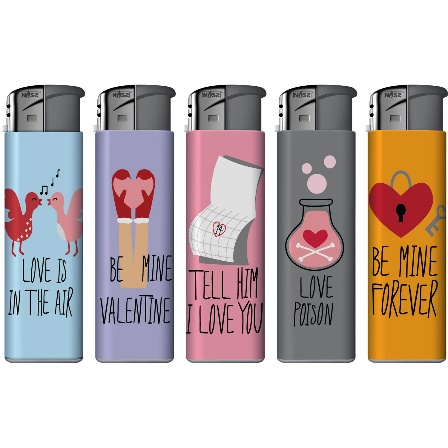 LOVE IS
IN THE AIR
BE MINE
VALENTINE
TELL HIM
I LOVE YOU
LOVE
POISON
BE MINE
FOREVER